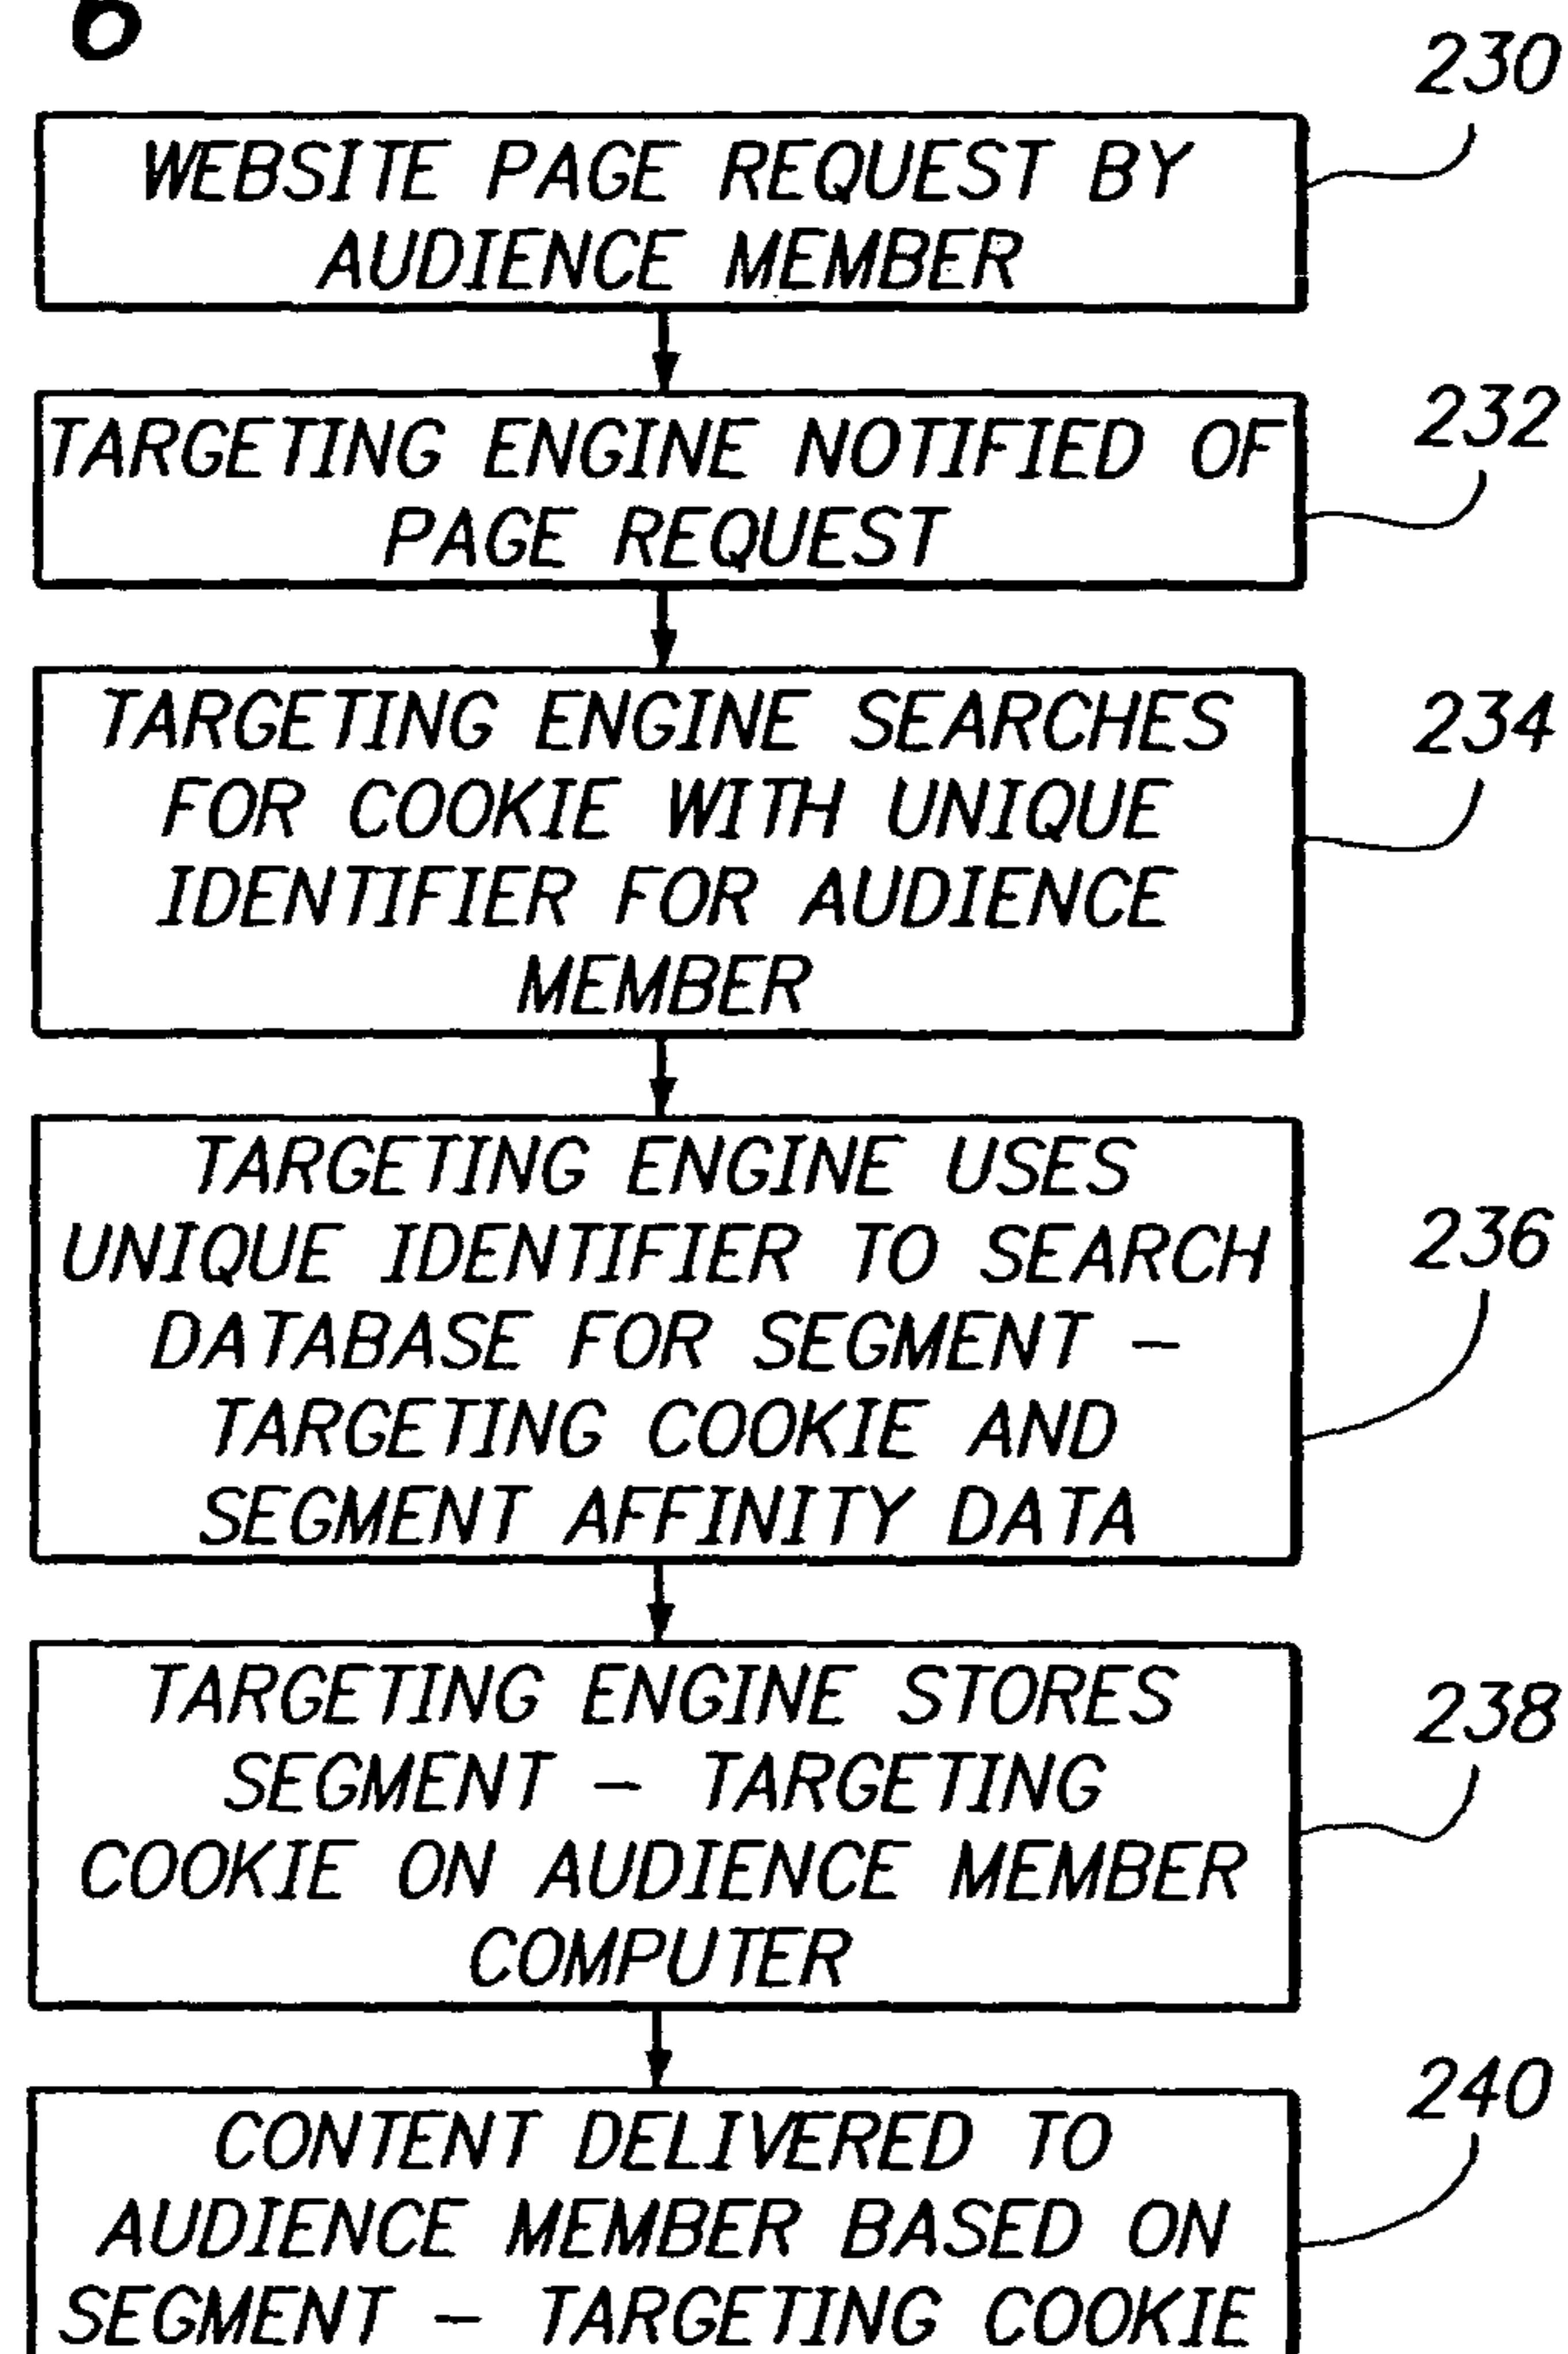 6
230
WEBSITE PAGE REQUEST BY
AUDIENCE MEMBER
232
TARGETING ENGINE NOTIFIED OF
PAGE REQUEST
234
TARGETING ENGINE SEARCHES
FOR COOKIE WITH UNIQUE
IDENTIFIER FOR AUDIENCE
MEMBER
236
TARGETING ENGINE USES
UNIQUE IDENTIFIER TO SEARCH
DATABASE FOR SEGMENT –
TARGETING COOKIE AND
SEGMENT AFFINITY DATA
238
TARGETING ENGINE STORES
SEGMENT – TARGETING
COOKIE ON AUDIENCE MEMBER
COMPUTER
240
CONTENT DELIVERED TO
AUDIENCE MEMBER BASED ON
SEGMENT – TARGETING COOKIE